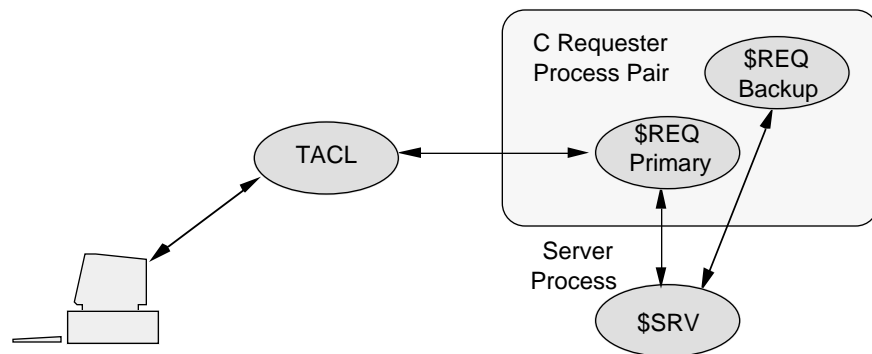 C Requester
Process Pair
$REQ
Backup
TACL
$REQ
Primary
Server
Process
$SRV